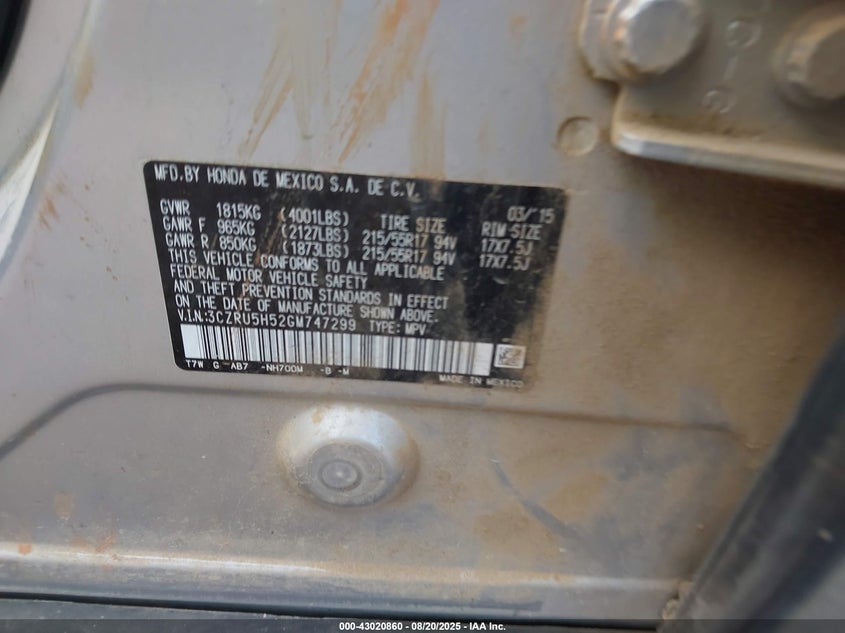 MFD.BY HONDA DE MEXICO S.A. DE C.V.
03/'15
GVWR 1815KG (4001LBS) TIRE SIZE RIM SIZE
GAWR F 965KG (2127LBS) 215/55R17 94V 17X7.5J
GAWR R 850KG (1873LBS) 215/55R17 94V 17X7.5J
THIS VEHICLE CONFORMS TO ALL APPLICABLE
FEDERAL MOTOR VEHICLE SAFETY
AND THEFT PREVENTION STANDARDS IN EFFECT
ON THE DATE OF MANUFACTURE SHOWN ABOVE.
V.I.N:3CZRU5H52GM747299 TYPE: MPV
T7W G -AB7 -NH700M -B -M
MADE IN MEXICO
000-43020860 - 08/20/2025 - IAA Inc.